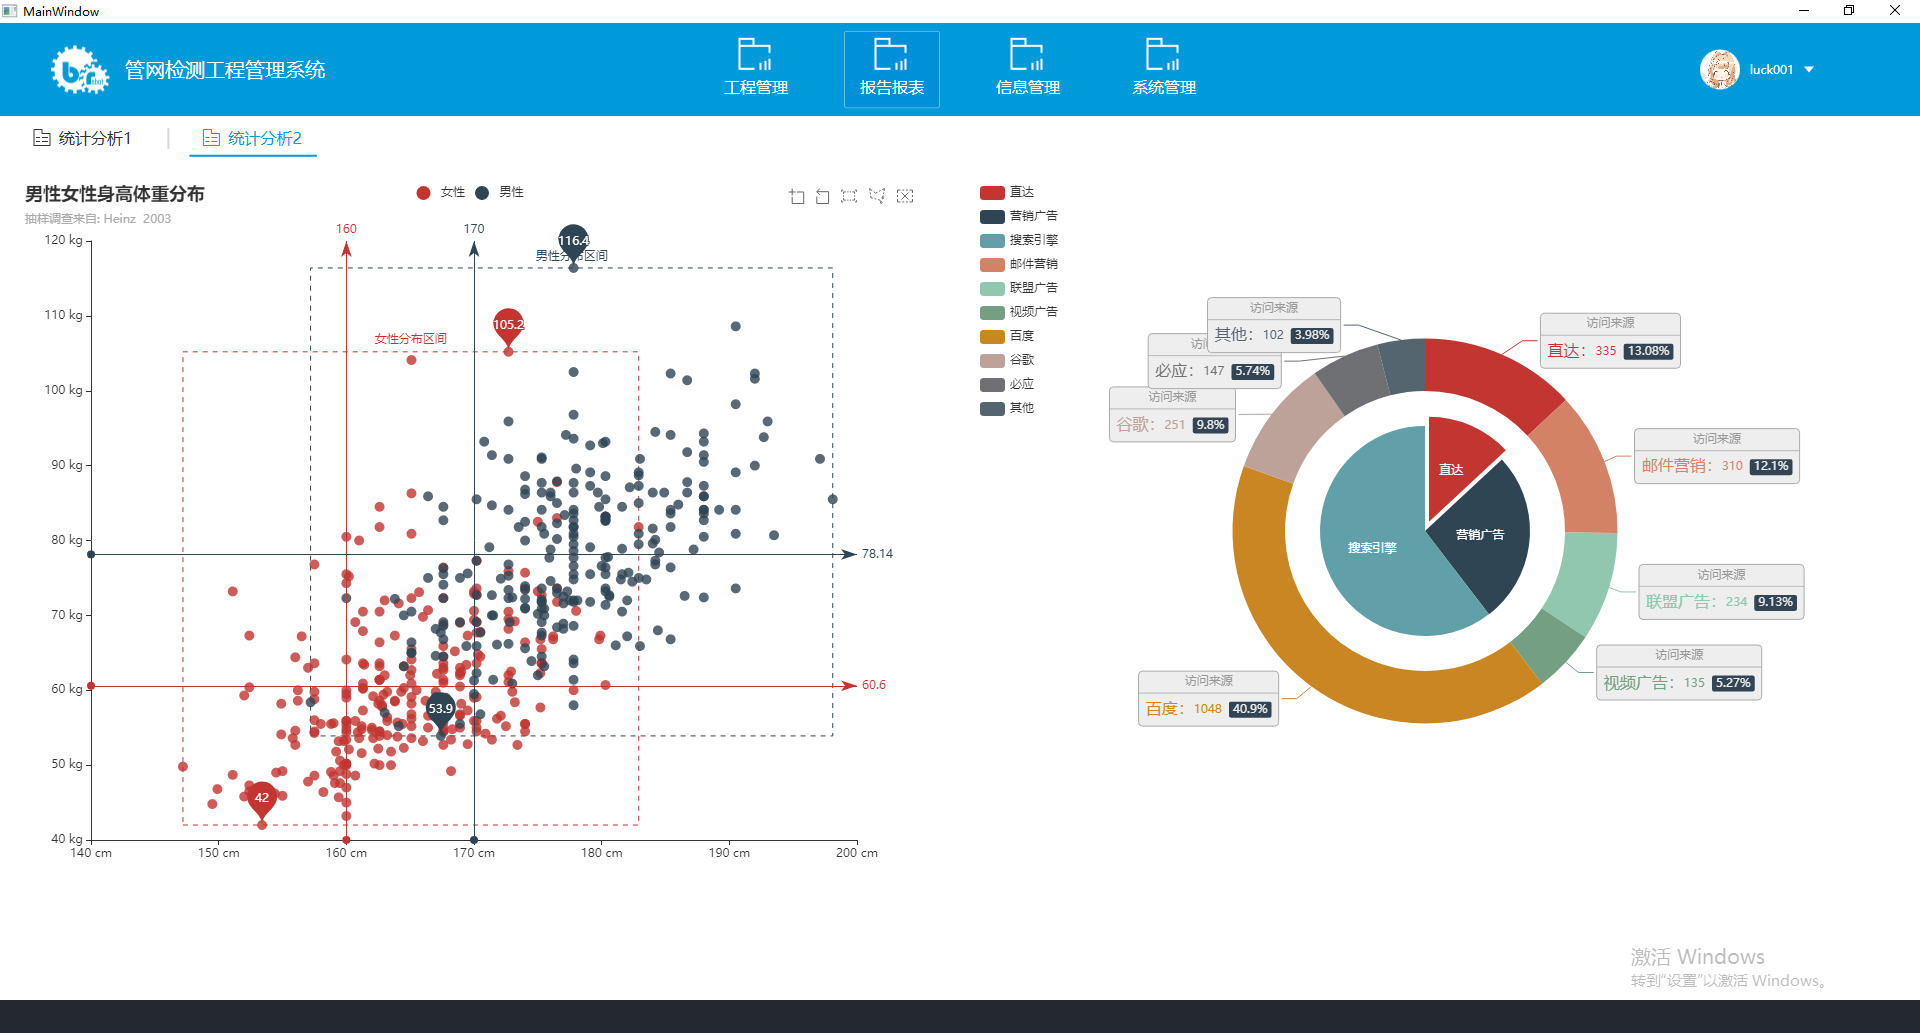 MainWindow
管网检测工程管理系统
工程管理
报告报表
信息管理
系统管理
luck001
统计分析1
统计分析2
男性女性身高体重分布
抽样调查来自: Heinz 2003
女性
男性
160
170
116.4
男性分布区间
105.2
女性分布区间
120 kg
110 kg
100 kg
90 kg
80 kg
70 kg
60 kg
50 kg
40 kg
78.14
60.6
53.9
42
140 cm
150 cm
160 cm
170 cm
180 cm
190 cm
200 cm
直达
营销广告
搜索引擎
邮件营销
联盟广告
视频广告
百度
谷歌
必应
其他
访问来源
其他: 102 3.98%
必应: 147 5.74%
访问来源
谷歌: 251 9.8%
访问来源
直达: 335 13.08%
访问来源
邮件营销: 310 12.1%
访问来源
联盟广告: 234 9.13%
访问来源
视频广告: 135 5.27%
访问来源
百度: 1048 40.9%
直达
营销广告
搜索引擎
激活 Windows
转到"设置"以激活 Windows。